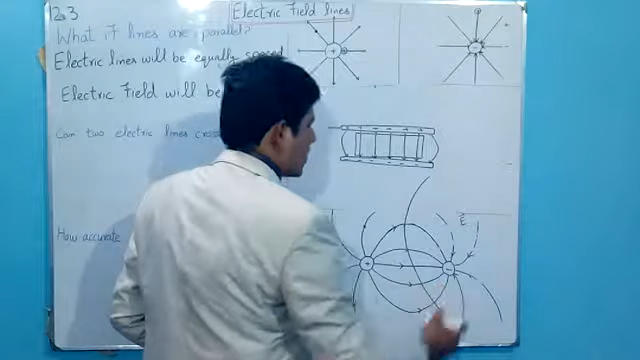 12.3
Electric Field lines
What if lines are parallel?
Electric lines will be equally spaced
Electric Field will be
Can two electric lines cross
How accurate
E